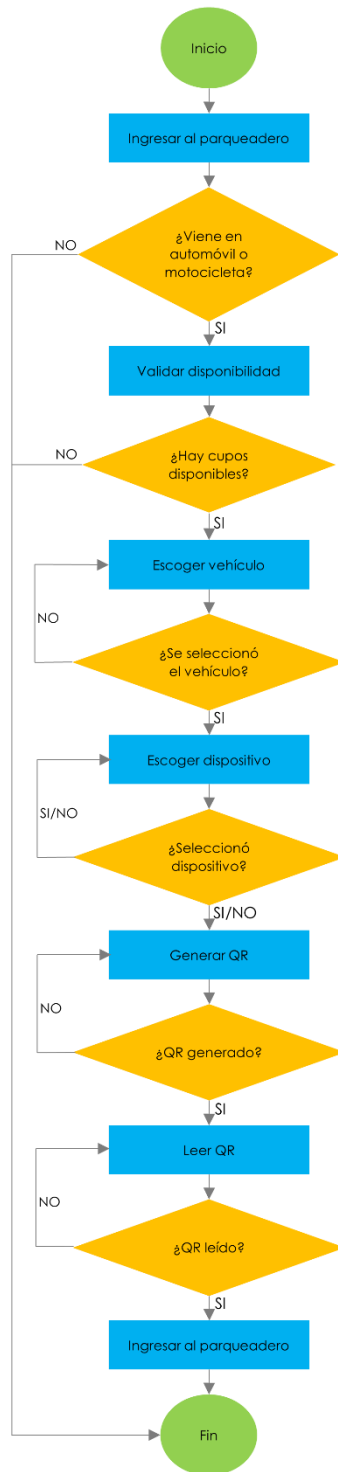 Inicio
Ingresar al parqueadero
¿Viene en
automóvil o
motocicleta?
NO
SI
Validar disponibilidad
¿Hay cupos
disponibles?
NO
SI
Escoger vehículo
NO
¿Se seleccionó
el vehículo?
SI
Escoger dispositivo
SI/NO
¿Seleccionó
dispositivo?
SI/NO
Generar QR
NO
¿QR generado?
SI
Leer QR
NO
¿QR leído?
SI
Ingresar al parqueadero
Fin